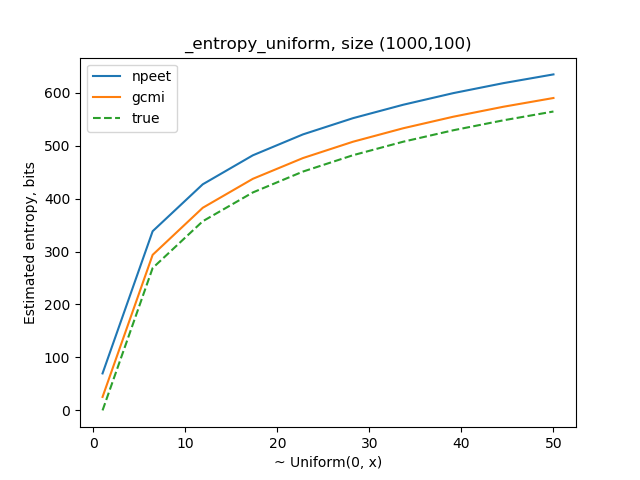 _entropy_uniform, size (1000,100)
npeet
gcmi
true
Estimated entropy, bits
600
500
400
300
200
100
0
0 10 20 30 40 50
~ Uniform(0, x)